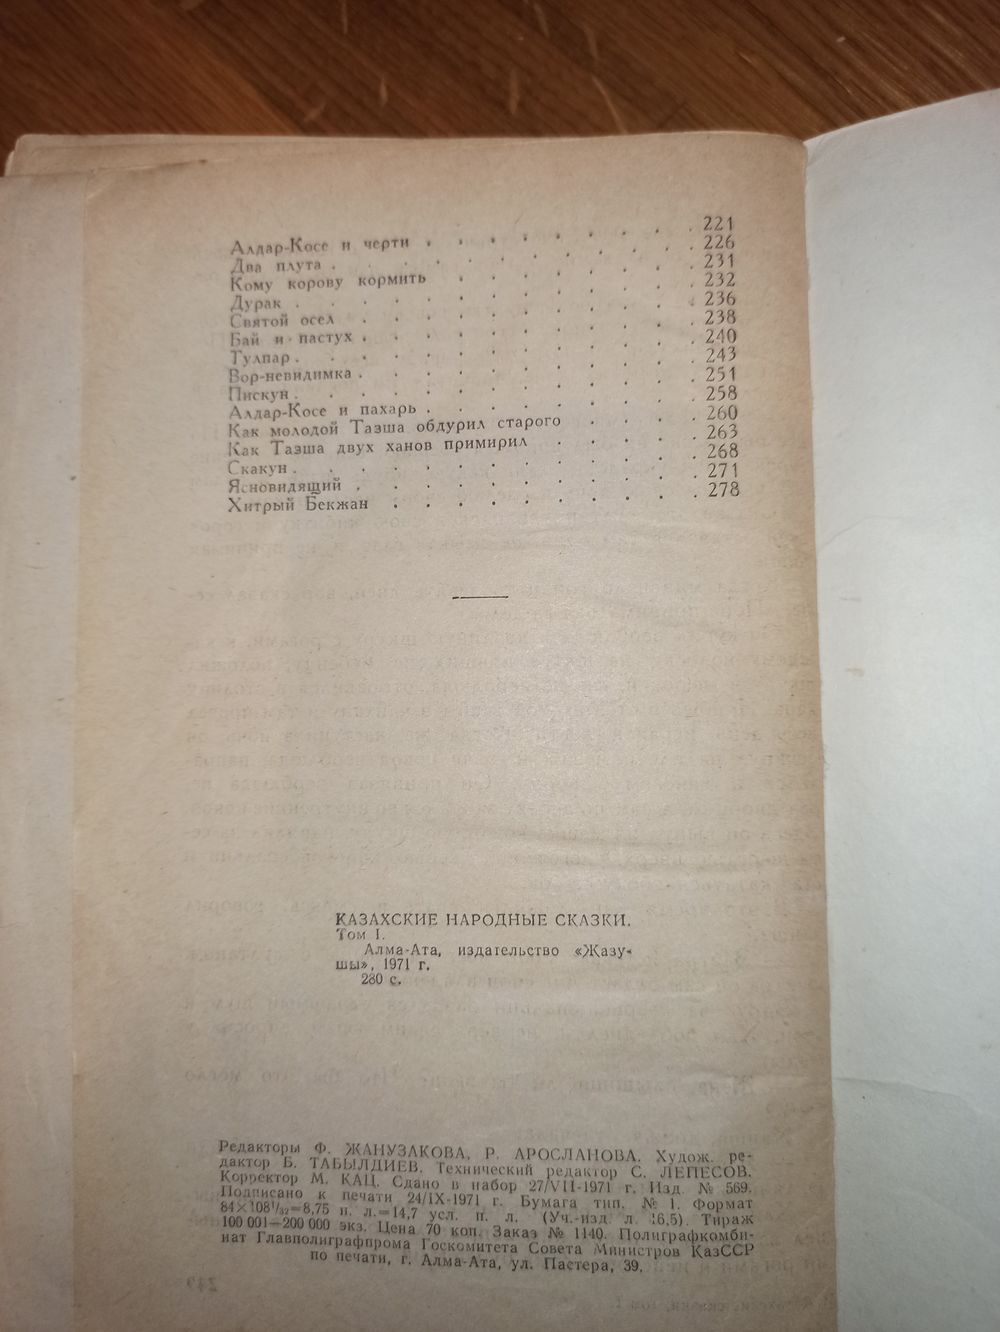 Алдар-Косе и черти . . . . . . . 221
Два плута . . . . . . . . . 226
Кому корову кормить . . . . . . . 231
Дурак . . . . . . . . . . 232
Святой осел . . . . . . . . 236
Бай и пастух . . . . . . . . 238
Тулпар . . . . . . . . . . 240
Вор-невидимка . . . . . . . . 243
Пискун . . . . . . . . . . 251
Алдар-Косе и пахарь . . . . . . . 258
Как молодой Тазша обдурил старого . . . . 260
Как Тазша двух ханов примирил . . . . . 263
Скакун . . . . . . . . . . 268
Ясновидящий . . . . . . . . 271
Хитрый Бекжан . . . . . . . . 278
КАЗАХСКИЕ НАРОДНЫЕ СКАЗКИ.
Том I.
Алма-Ата, издательство «Жазу-
шы», 1971 г.
280 с.
Редакторы Ф. ЖАНУЗАКОВА, Р. АРОСЛАНОВА. Худож. ре-
дактор Б. ТАБЫЛДИЕВ. Технический редактор С. ЛЕПЕСОВ.
Корректор М. КАЦ. Сдано в набор 27/VII-1971 г. Изд. № 569.
Подписано к печати 24/IX-1971 г. Бумага тип. № 1. Формат
84×108¹/₃₂=8,75 п. л.=14,7 усл. п. л. (Уч.-изд. л. 16,5). Тираж
100 001—200 000 экз. Цена 70 коп. Заказ № 1140. Полиграфкомби-
нат Главполиграфпрома Госкомитета Совета Министров КазССР
по печати, г. Алма-Ата, ул. Пастера, 39.